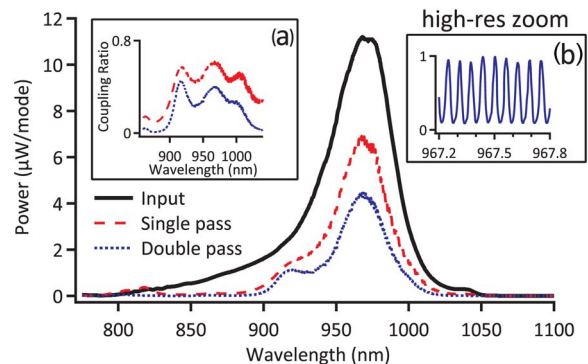 high-res zoom
12
10
8
6
4
2
0
Power (µW/mode)
800
850
900
950
1000
1050
1100
Wavelength (nm)
Input
Single pass
Double pass
(a)
0.8
0
Coupling Ratio
900
950
1000
Wavelength (nm)
(b)
1
0
967.2
967.5
967.8